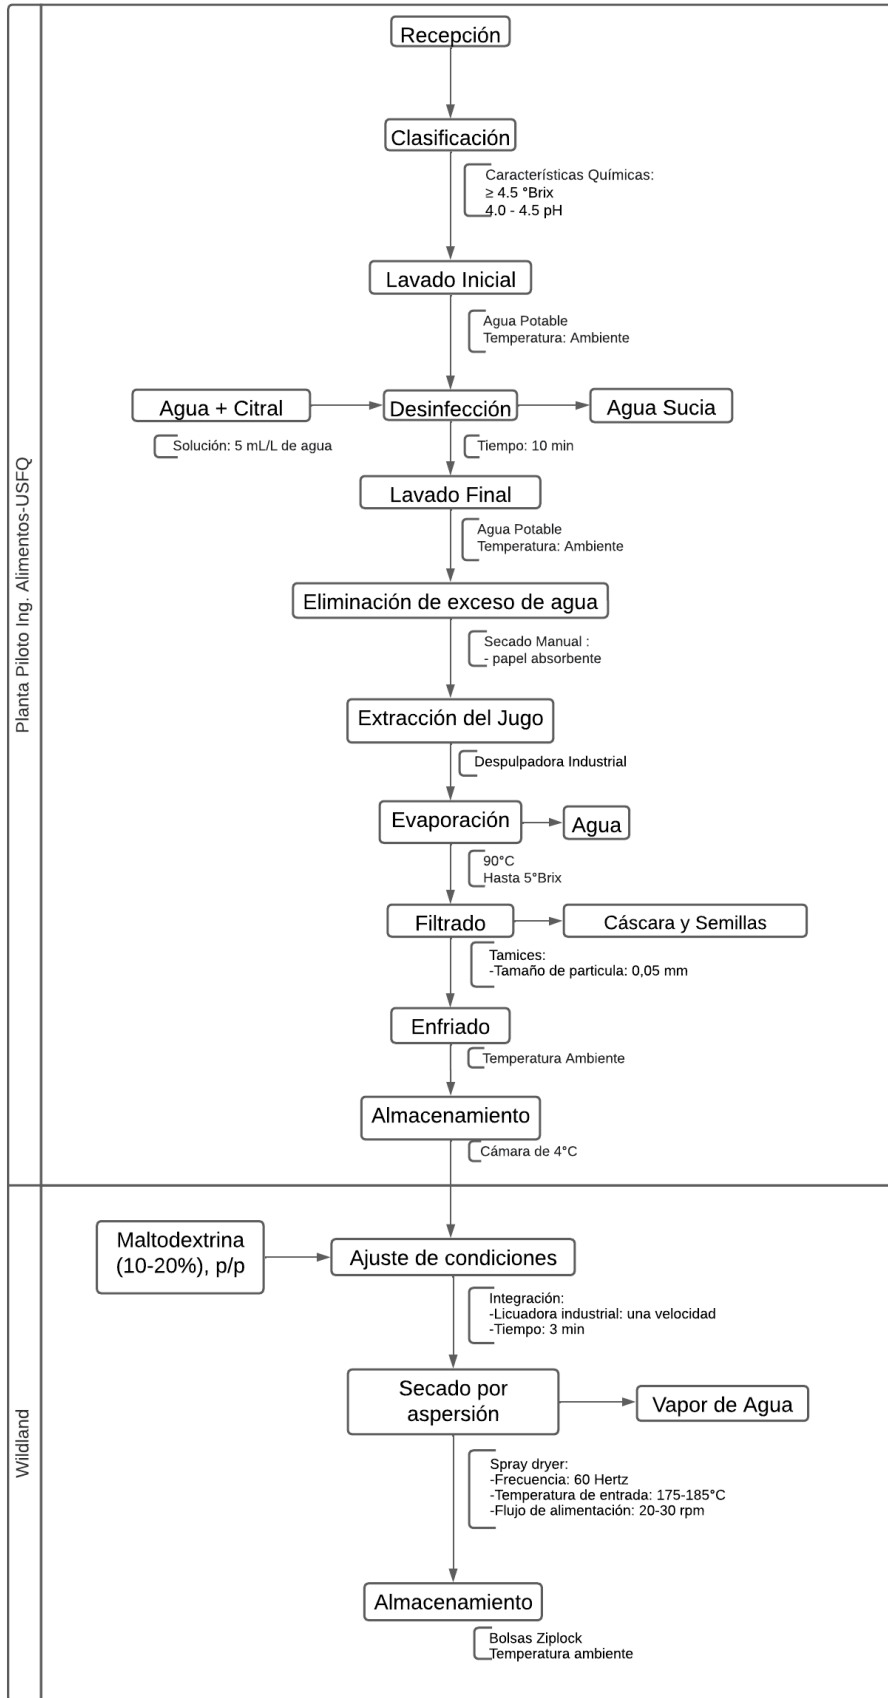 Planta Piloto Ing. Alimentos-USFQ
Recepción
Clasificación
Características Químicas:
≥ 4.5 °Brix
4.0 - 4.5 pH
Lavado Inicial
Agua Potable
Temperatura: Ambiente
Agua + Citral
Desinfección
Agua Sucia
Solución: 5 mL/L de agua
Tiempo: 10 min
Lavado Final
Agua Potable
Temperatura: Ambiente
Eliminación de exceso de agua
Secado Manual :
- papel absorbente
Extracción del Jugo
Despulpadora Industrial
Evaporación
Agua
90°C
Hasta 5°Brix
Filtrado
Cáscara y Semillas
Tamices:
-Tamaño de particula: 0,05 mm
Enfriado
Temperatura Ambiente
Almacenamiento
Cámara de 4°C
Wildland
Maltodextrina
(10-20%), p/p
Ajuste de condiciones
Integración:
-Licuadora industrial: una velocidad
-Tiempo: 3 min
Secado por
aspersión
Vapor de Agua
Spray dryer:
-Frecuencia: 60 Hertz
-Temperatura de entrada: 175-185°C
-Flujo de alimentación: 20-30 rpm
Almacenamiento
Bolsas Ziplock
Temperatura ambiente